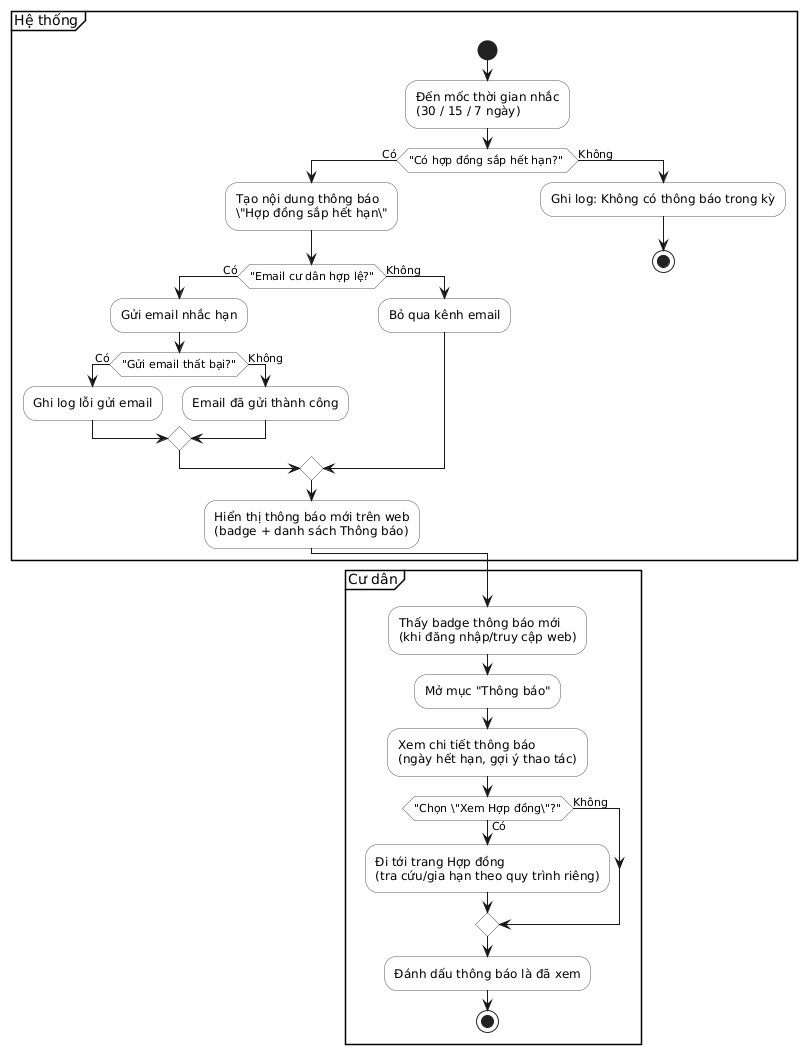 Hệ thống
Đến mốc thời gian nhắc
(30 / 15 / 7 ngày)
"Có hợp đồng sắp hết hạn?"
Có
Không
Tạo nội dung thông báo
\"Hợp đồng sắp hết hạn\"
Ghi log: Không có thông báo trong kỳ
"Email cư dân hợp lệ?"
Có
Không
Gửi email nhắc hạn
Bỏ qua kênh email
"Gửi email thất bại?"
Có
Không
Ghi log lỗi gửi email
Email đã gửi thành công
Hiển thị thông báo mới trên web
(badge + danh sách Thông báo)
Cư dân
Thấy badge thông báo mới
(khi đăng nhập/truy cập web)
Mở mục "Thông báo"
Xem chi tiết thông báo
(ngày hết hạn, gợi ý thao tác)
"Chọn \"Xem Hợp đồng\"?"
Không
Có
Đi tới trang Hợp đồng
(tra cứu/gia hạn theo quy trình riêng)
Đánh dấu thông báo là đã xem